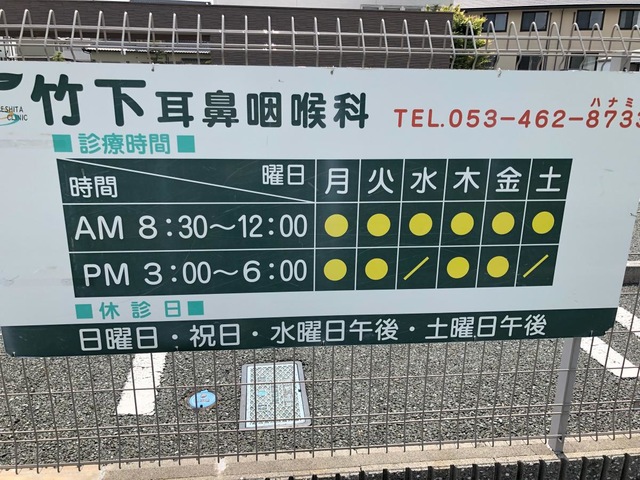 竹下耳鼻咽喉科
ハナミ
TEL.053-462-8733
CLINIC
■診療時間■
時間 曜日 月 火 水 木 金 土
AM 8:30～12:00 ● ● ● ● ● ●
PM 3:00～6:00 ● ● ／ ● ● ／
■休診日■
日曜日・祝日・水曜日午後・土曜日午後